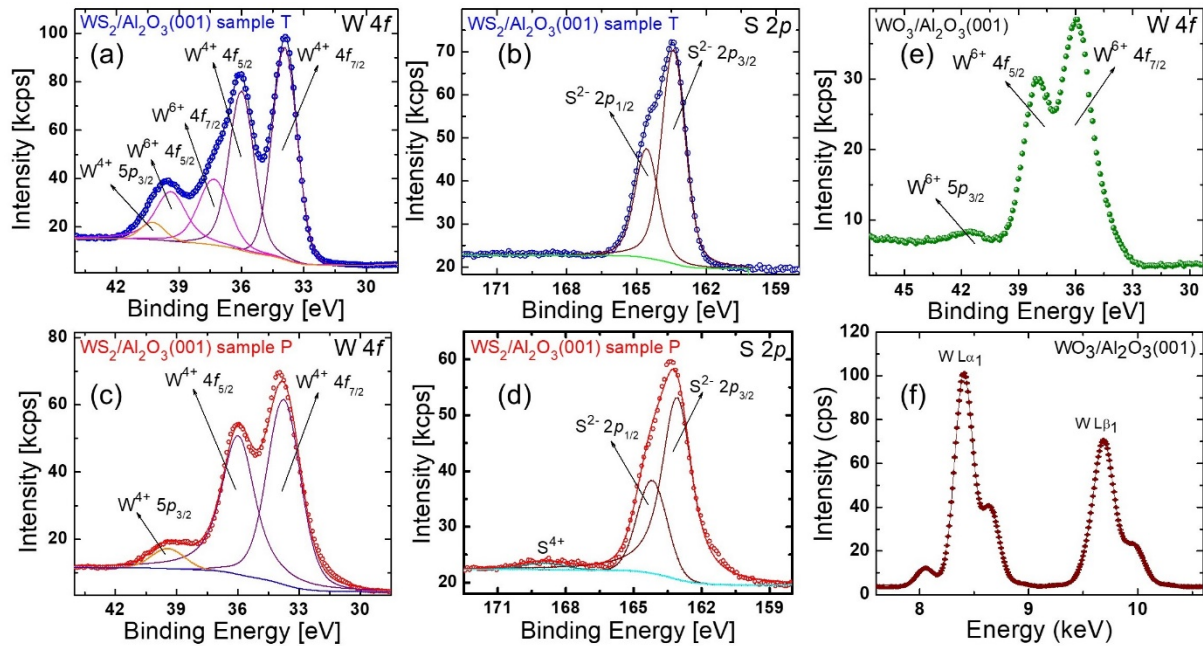 WS₂/Al₂O₃(001) sample T W 4f
(a)
W⁴⁺ 4f₅/₂
W⁴⁺ 4f₇/₂
W⁶⁺ 4f₇/₂
W⁶⁺ 4f₅/₂
W⁴⁺ 5p₃/₂
Intensity [kcps]
100
80
60
40
20
42 39 36 33 30
Binding Energy [eV]
WS₂/Al₂O₃(001) sample T S 2p
(b)
S²⁻ 2p₃/₂
S²⁻ 2p₁/₂
Intensity [kcps]
70
60
50
40
30
20
171 168 165 162 159
Binding Energy [eV]
WO₃/Al₂O₃(001) W 4f
(e)
W⁶⁺ 4f₅/₂
W⁶⁺ 4f₇/₂
W⁶⁺ 5p₃/₂
Intensity [kcps]
30
20
10
45 42 39 36 33 30
Binding Energy [eV]
WS₂/Al₂O₃(001) sample P W 4f
(c)
W⁴⁺ 4f₅/₂
W⁴⁺ 4f₇/₂
W⁴⁺ 5p₃/₂
Intensity [kcps]
80
60
40
20
42 39 36 33 30
Binding Energy [eV]
WS₂/Al₂O₃(001) sample P S 2p
(d)
S²⁻ 2p₃/₂
S²⁻ 2p₁/₂
S⁴⁺
Intensity [kcps]
60
50
40
30
20
171 168 165 162 159
Binding Energy [eV]
WO₃/Al₂O₃(001)
W Lα₁
(f)
W Lβ₁
Intensity (cps)
120
100
80
60
40
20
0
8 9 10
Energy (keV)